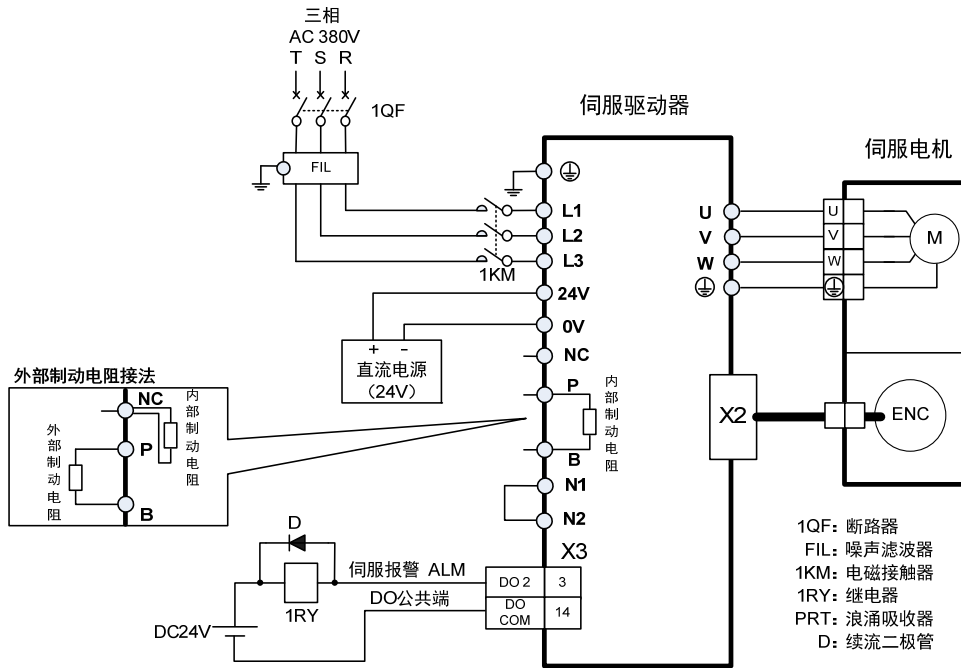 三相
AC 380V
T S R
1QF
FIL
伺服驱动器
伺服电机
L1
L2
L3
1KM
24V
0V
+ -
直流电源
(24V)
NC
P
内部制动电阻
B
N1
N2
X3
U
V
W
U
V
W
M
X2
ENC
外部制动电阻接法
NC
内部制动电阻
外部制动电阻
P
B
D
1RY
伺服报警 ALM
DO 2
3
DO公共端
DO
COM
14
DC24V
1QF: 断路器
FIL: 噪声滤波器
1KM: 电磁接触器
1RY: 继电器
PRT: 浪涌吸收器
D: 续流二极管